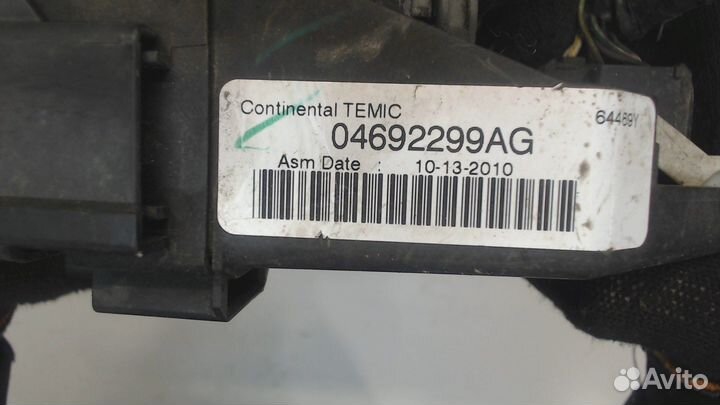 Continental TEMIC
64469Y
04692299AG
Asm Date : 10-13-2010
Avito